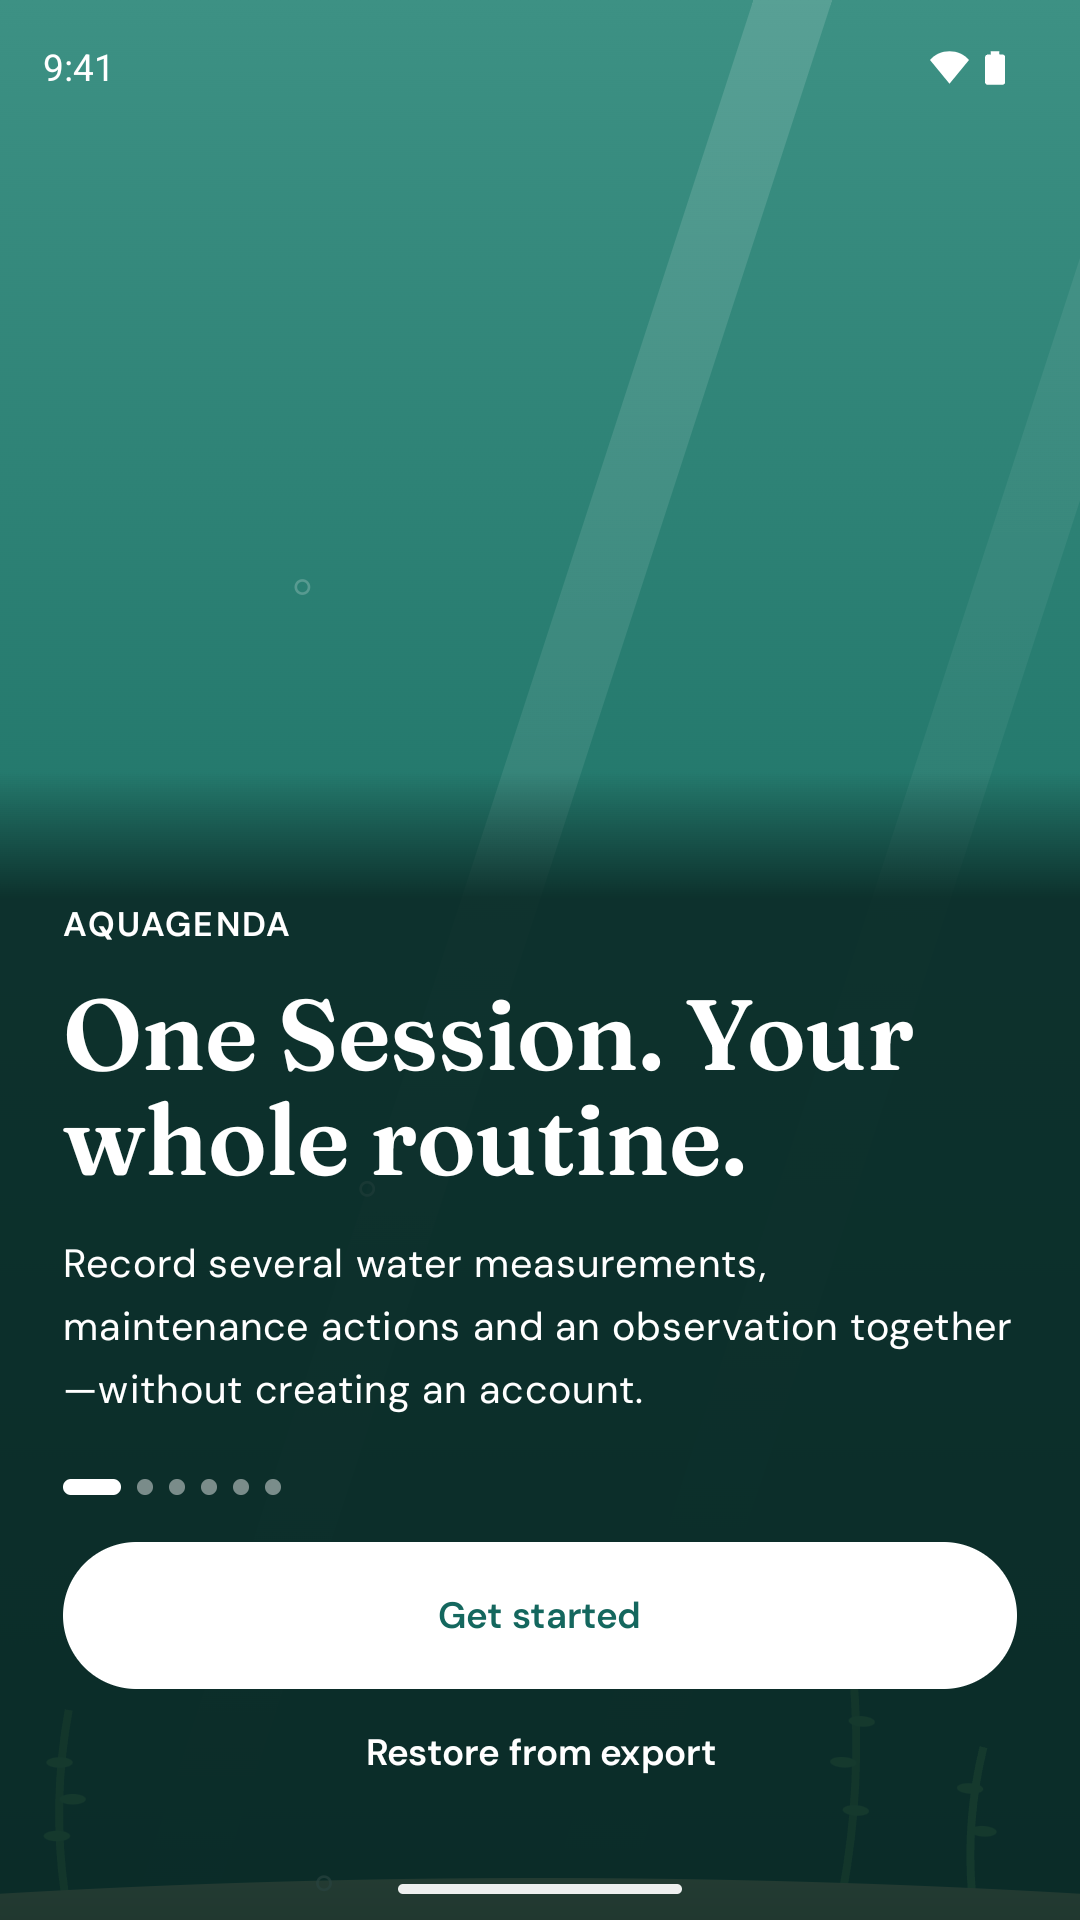 9:41
AQUAGENDA
One Session. Your
whole routine.
Record several water measurements,
maintenance actions and an observation together
—without creating an account.
Get started
Restore from export